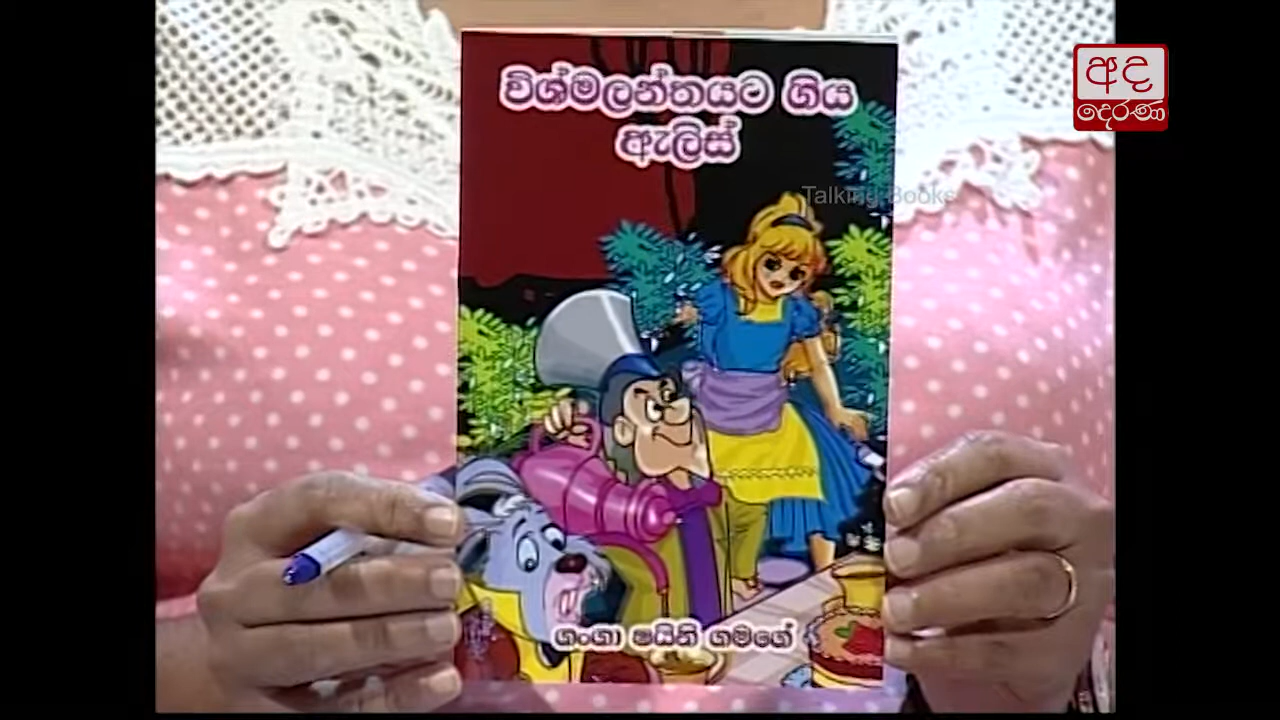 විශ්මලන්තයට ගිය
ඇලිස්
ගංගා ෂයිනි ගමගේ
අද
දෙරණ
Talking Books